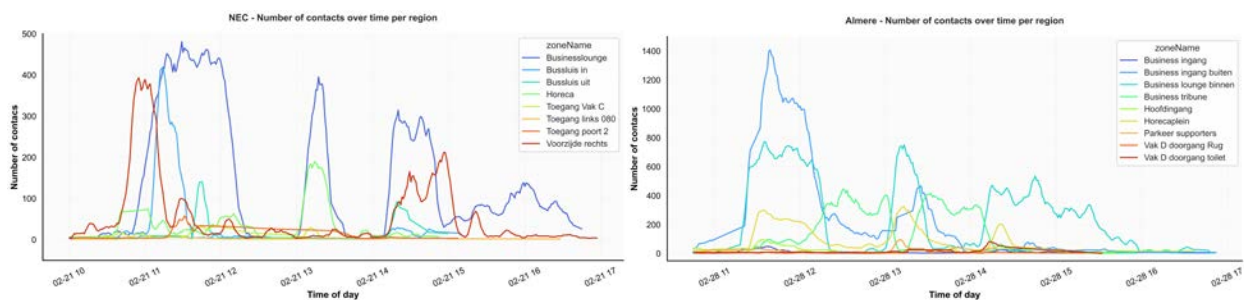 NEC - Number of contacts over time per region
500
400
300
200
100
0
Number of contacs
02-21 10
02-21 11
02-21 12
02-21 13
02-21 14
02-21 15
02-21 16
02-21 17
Time of day
zoneName
Businesslounge
Bussluis in
Bussluis uit
Horeca
Toegang Vak C
Toegang links 080
Toegang poort 2
Voorzijde rechts
Almere - Number of contacs over time per region
1400
1200
1000
800
600
400
200
0
Number of contacs
02-28 11
02-28 12
02-28 13
02-28 14
02-28 15
02-28 16
02-28 17
Time of day
zoneName
Business ingang
Business ingang buiten
Business lounge binnen
Business tribune
Hoofdingang
Horecaplein
Parkeer supporters
Vak D doorgang Rug
Vak D doorgang toilet